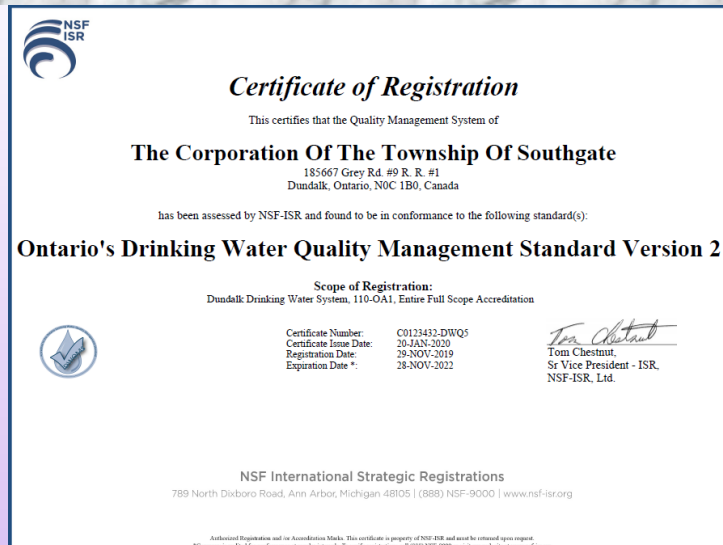 NSF
ISR
Certificate of Registration
This certifies that the Quality Management System of
The Corporation Of The Township Of Southgate
185667 Grey Rd. #9 R. R. #1
Dundalk, Ontario, N0C 1B0, Canada
has been assessed by NSF-ISR and found to be in conformance to the following standard(s):
Ontario's Drinking Water Quality Management Standard Version 2
Scope of Registration:
Dundalk Drinking Water System, 110-OA1, Entire Full Scope Accreditation
Certificate Number: C0123432-DWQ5
Certificate Issue Date: 20-JAN-2020
Registration Date: 29-NOV-2019
Expiration Date *: 28-NOV-2022
Tom Chestnut
Tom Chestnut,
Sr Vice President - ISR,
NSF-ISR, Ltd.
NSF International Strategic Registrations
789 North Dixboro Road, Ann Arbor, Michigan 48105 | (888) NSF-9000 | www.nsf-isr.org
Authorized Registration and /or Accreditation Marks. This certificate is property of NSF-ISR and must be returned upon request.